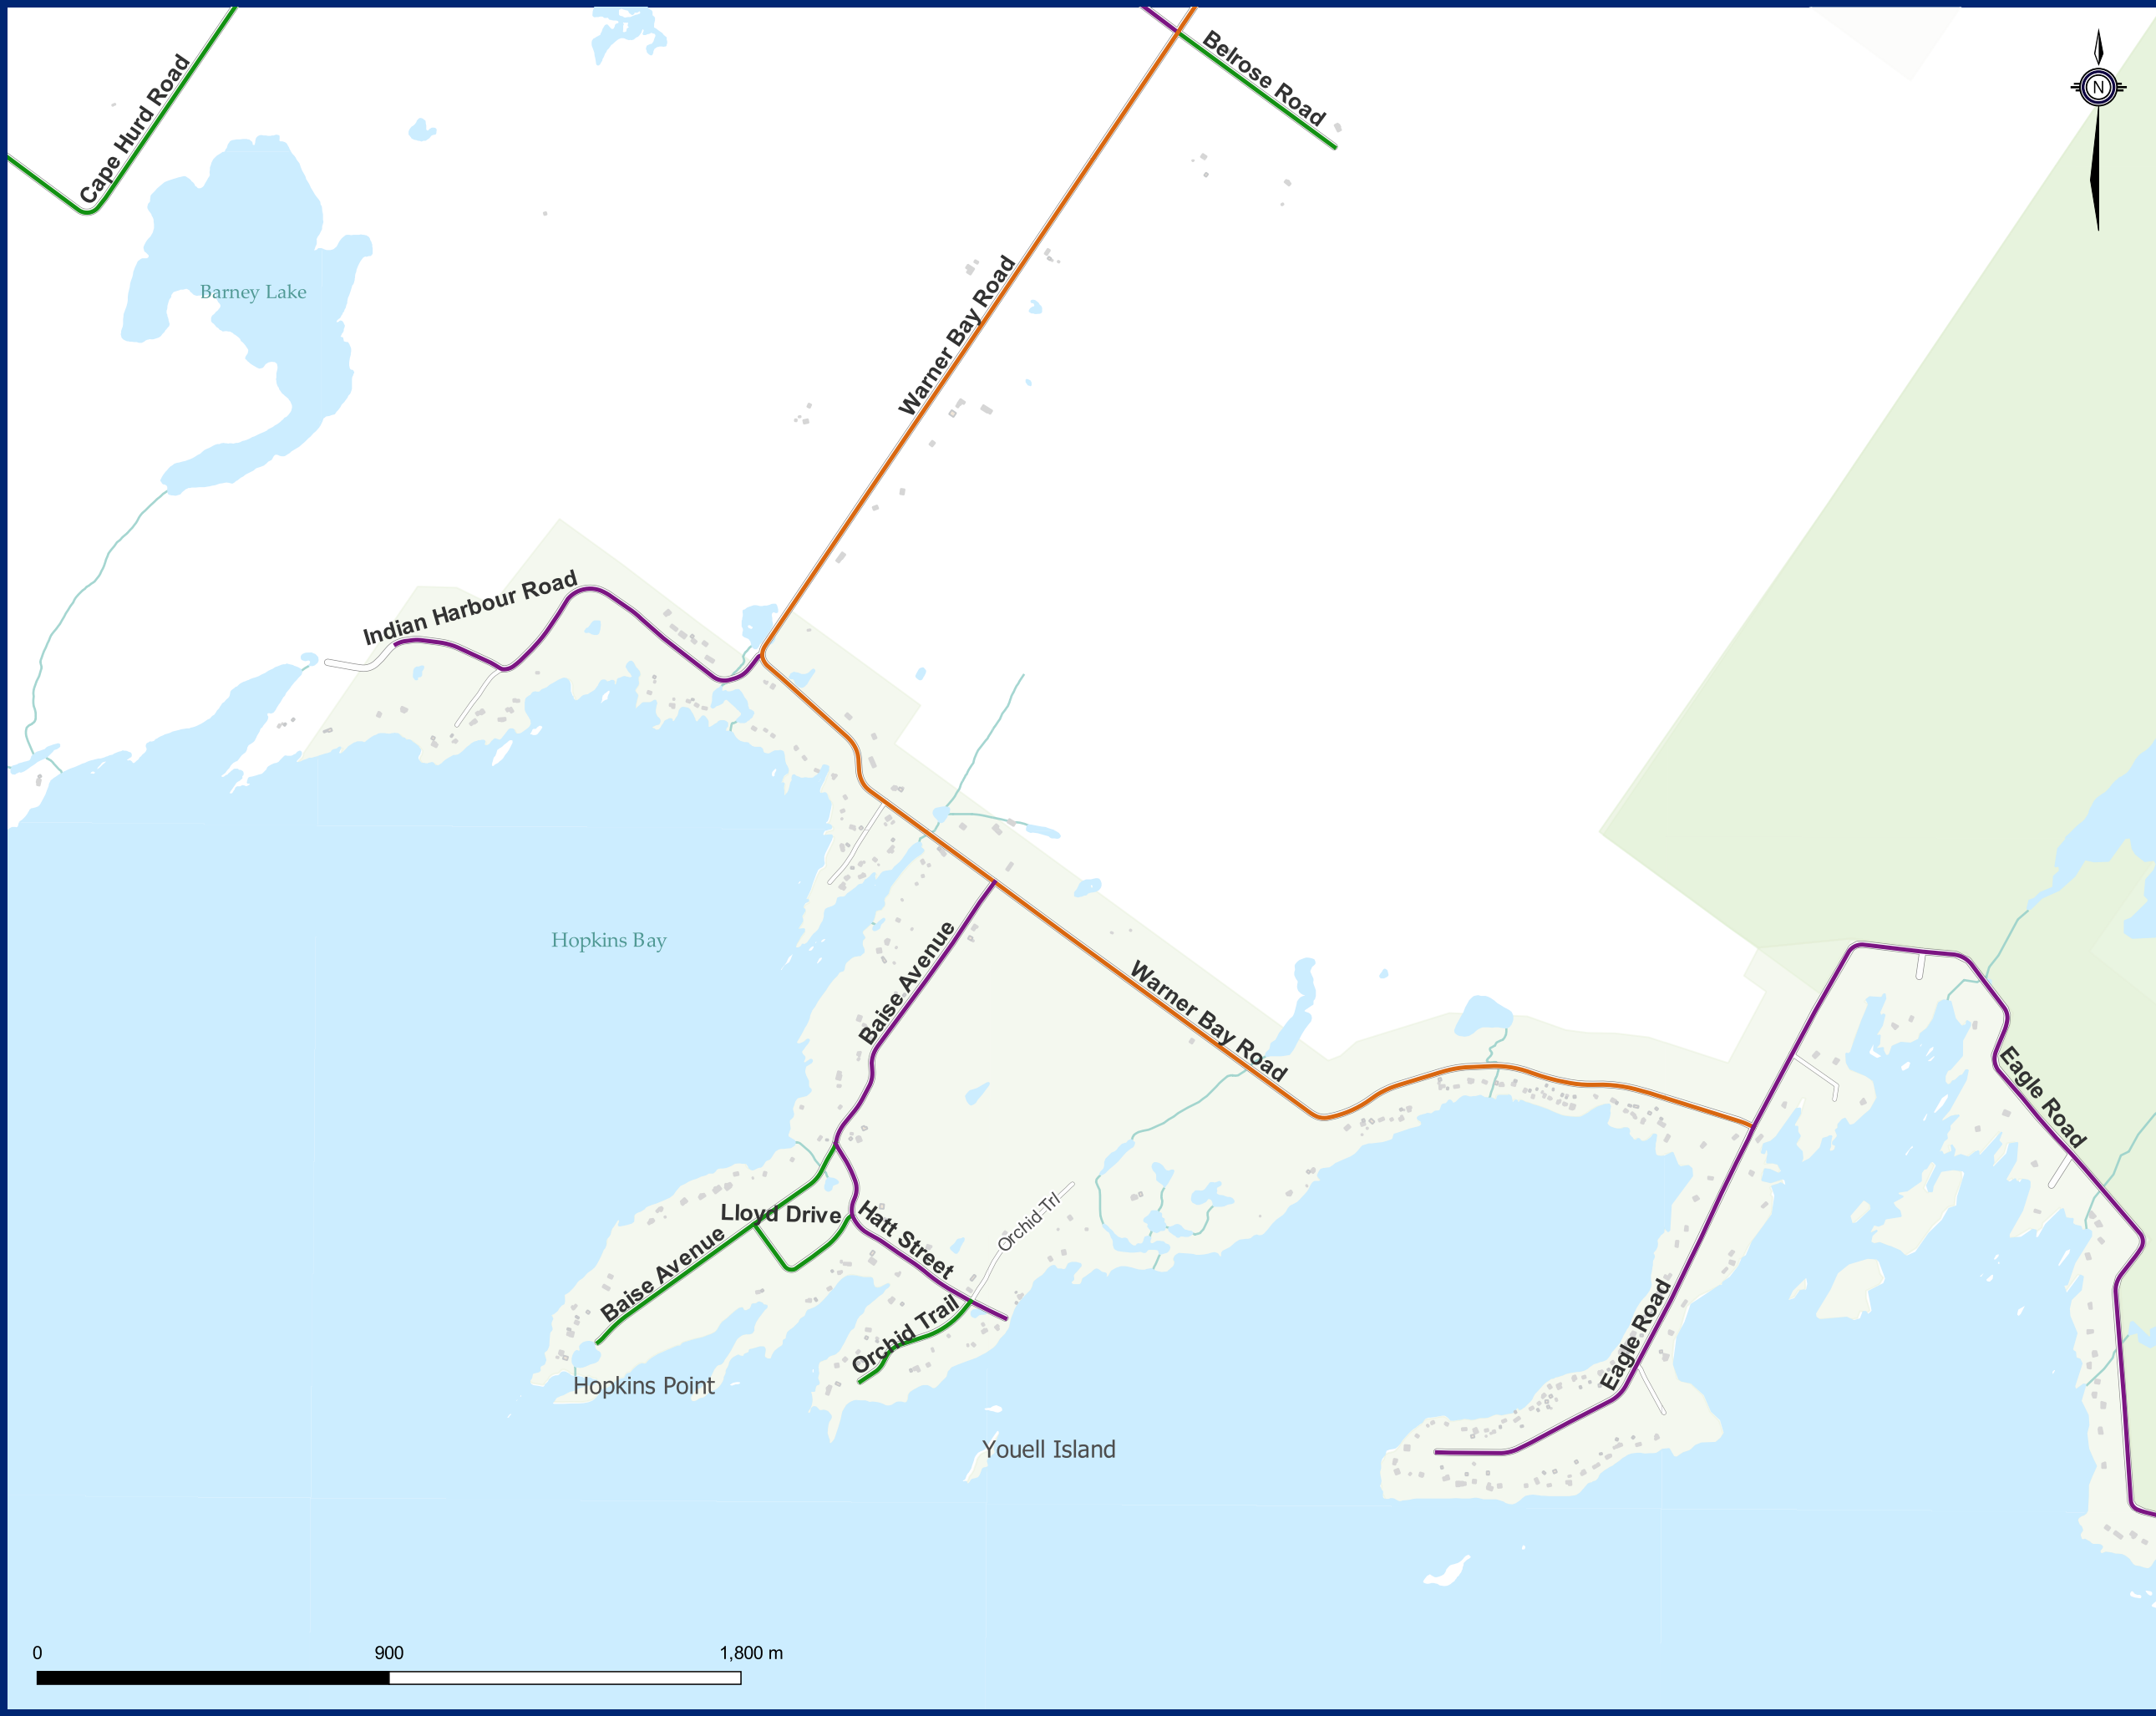 Belrose Road
Cape Hurd Road
N
Barney Lake
Warner Bay Road
Indian Harbour Road
Hopkins Bay
Baise Avenue
Warner Bay Road
Eagle Road
Lloyd Drive
Hatt Street
Orchid Trl
Baise Avenue
Orchid Trail
Eagle Road
Hopkins Point
Youell Island
0 900 1,800 m